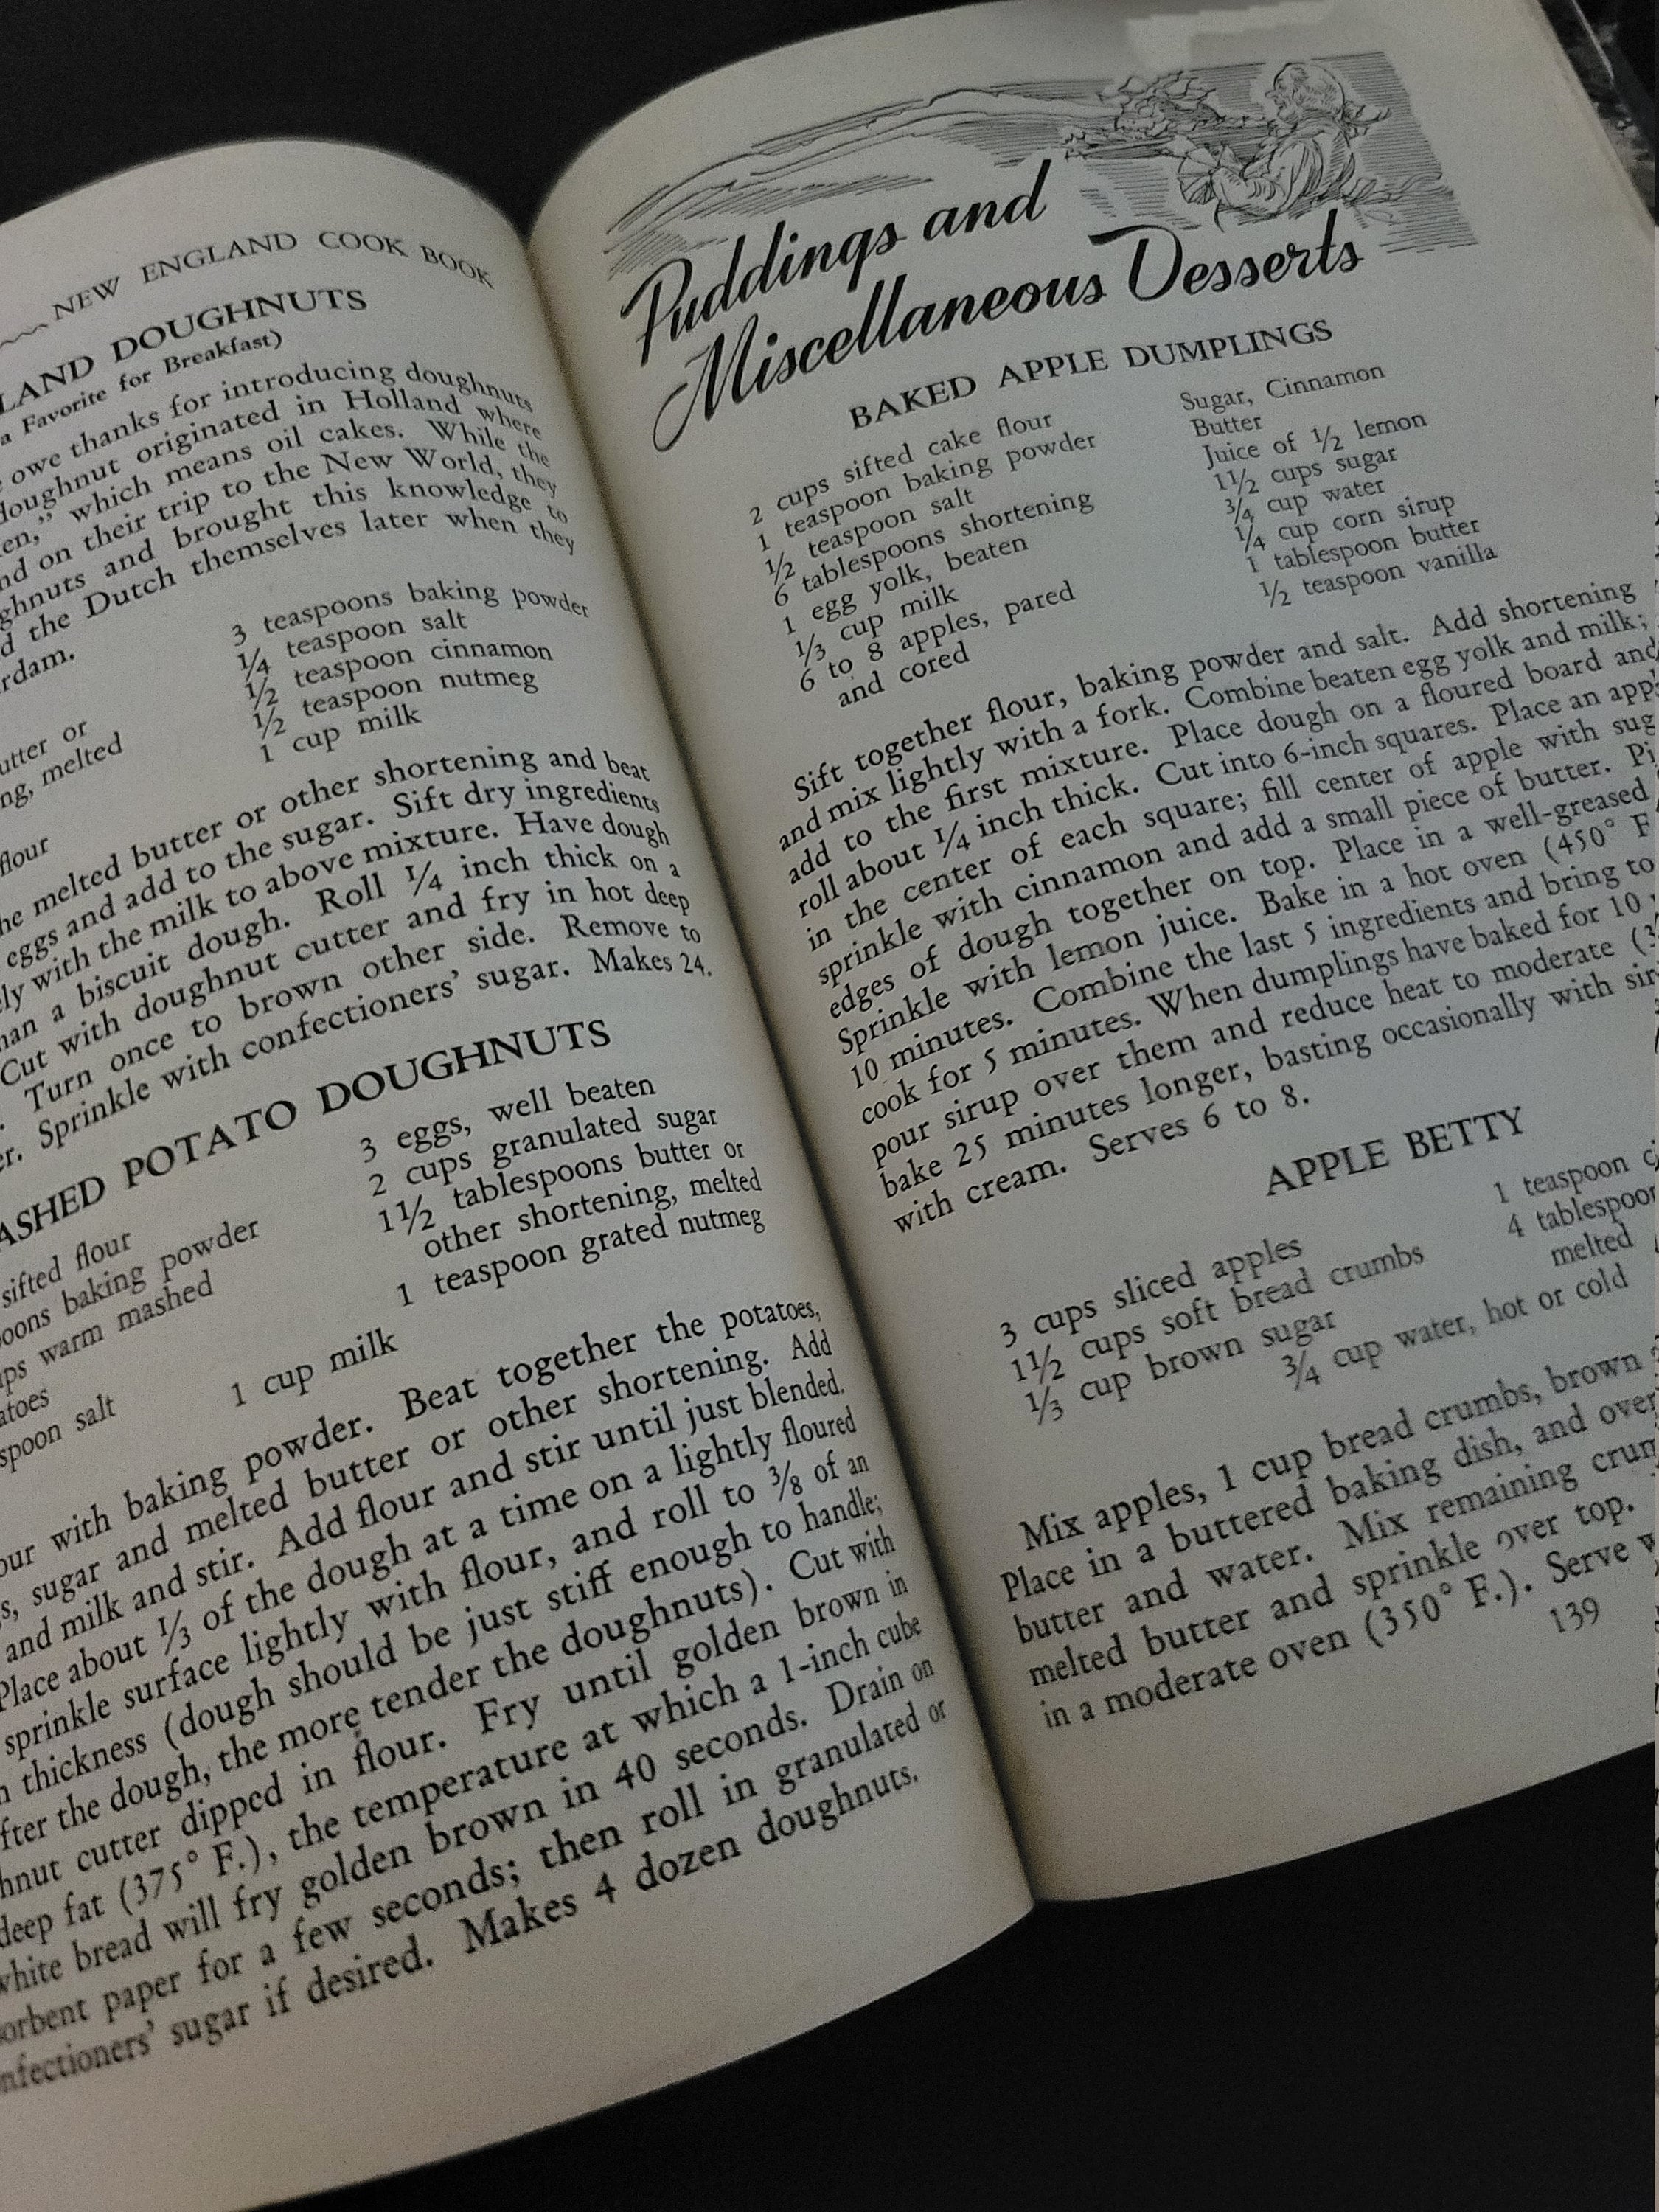 NEW ENGLAND COOK BOOK
LAND DOUGHNUTS
a Favorite for Breakfast)
owe thanks for introducing doughnuts
doughnut originated in Holland where
which means oil cakes. While the
on their trip to the New World, they
and brought this knowledge to
the Dutch themselves later when they
3 teaspoons baking powder
1/4 teaspoon salt
1/2 teaspoon cinnamon
1/2 teaspoon nutmeg
1 cup milk
or
melted
flour
melted butter or other shortening and beat
eggs and add to the sugar. Sift dry ingredients
with the milk to above mixture. Have dough
a biscuit dough. Roll 1/4 inch thick on a
Cut with doughnut cutter and fry in hot deep
Turn once to brown other side. Remove to
Sprinkle with confectioners' sugar. Makes 24.
ASHED POTATO DOUGHNUTS
sifted flour
baking powder
warm mashed
salt
3 eggs, well beaten
2 cups granulated sugar
1 1/2 tablespoons butter or
other shortening, melted
1 teaspoon grated nutmeg
1 cup milk
with baking powder. Beat together the potatoes,
sugar and melted butter or other shortening. Add
and milk and stir. Add flour and stir until just blended.
Place about 1/3 of the dough at a time on a lightly floured
sprinkle surface lightly with flour, and roll to 3/8 of an
thickness (dough should be just stiff enough to handle;
the dough, the more tender the doughnuts). Cut with
cutter dipped in flour. Fry until golden brown in
deep fat (375° F.), the temperature at which a 1-inch cube
white bread will fry golden brown in 40 seconds. Drain on
paper for a few seconds; then roll in granulated or
sugar if desired. Makes 4 dozen doughnuts.
Puddings and
Miscellaneous Desserts
BAKED APPLE DUMPLINGS
2 cups sifted cake flour
1 teaspoon baking powder
1/2 teaspoon salt
6 tablespoons shortening
1 egg yolk, beaten
1/3 cup milk
6 to 8 apples, pared
and cored
Sugar, Cinnamon
Butter
Juice of 1/2 lemon
1 1/2 cups sugar
3/4 cup water
1/4 cup corn sirup
1 tablespoon butter
1/2 teaspoon vanilla
Sift together flour, baking powder and salt. Add shortening
and mix lightly with a fork. Combine beaten egg yolk and milk;
add to the first mixture. Place dough on a floured board and
roll about 1/4 inch thick. Cut into 6-inch squares. Place an
in the center of each square; fill center of apple with
sprinkle with cinnamon and add a small piece of butter.
edges of dough together on top. Place in a well-greased
Sprinkle with lemon juice. Bake in a hot oven (450° F
10 minutes. Combine the last 5 ingredients and bring to
cook for 5 minutes. When dumplings have baked for 10
pour sirup over them and reduce heat to moderate
bake 25 minutes longer, basting occasionally with
with cream. Serves 6 to 8.
APPLE BETTY
3 cups sliced apples
1 1/2 cups soft bread crumbs
1/3 cup brown sugar
1 teaspoon
4
melted
3/4 cup water, hot or cold
Mix apples, 1 cup bread crumbs, brown
Place in a buttered baking dish, and over
butter and water. Mix remaining
melted butter and sprinkle over top.
in a moderate oven (350° F.). Serve
139